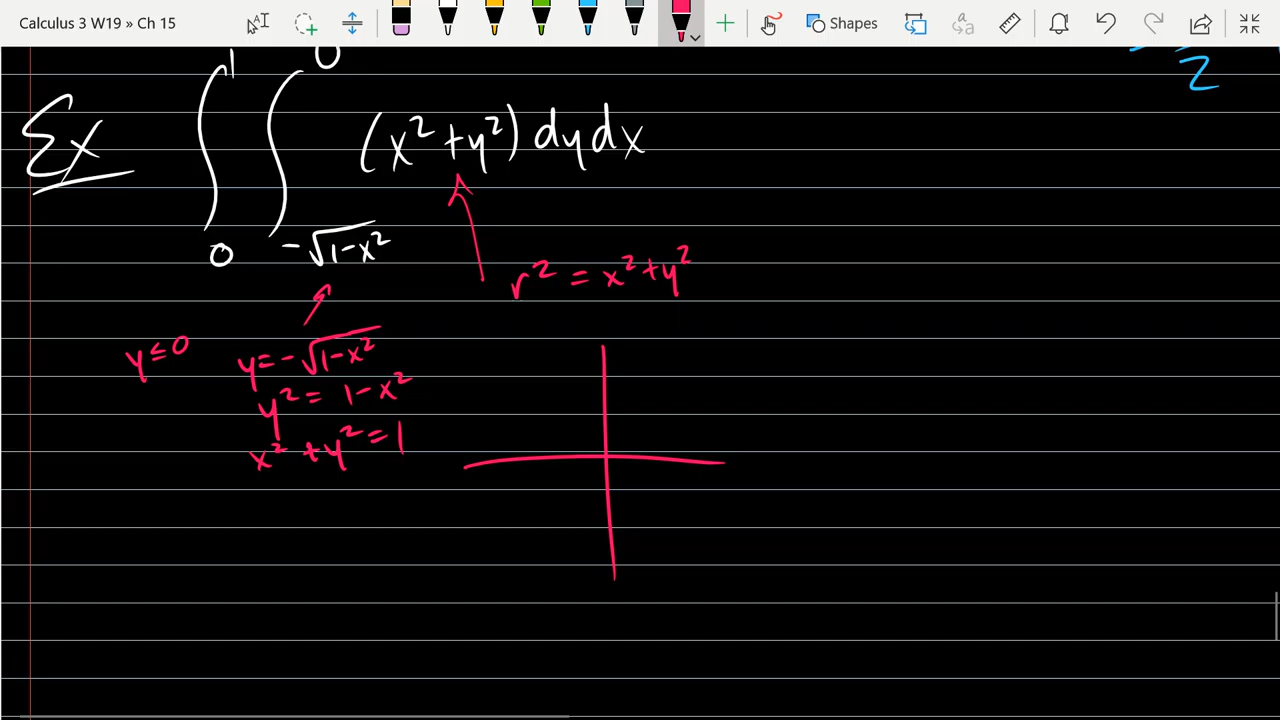 Calculus 3 W19 » Ch 15
Shapes
2
Ex ∫₀¹ ∫_{-√(1-x²)}^0 (x² + y²) dy dx
r² = x² + y²
y ≤ 0
y = -√(1-x²)
y² = 1 - x²
x² + y² = 1